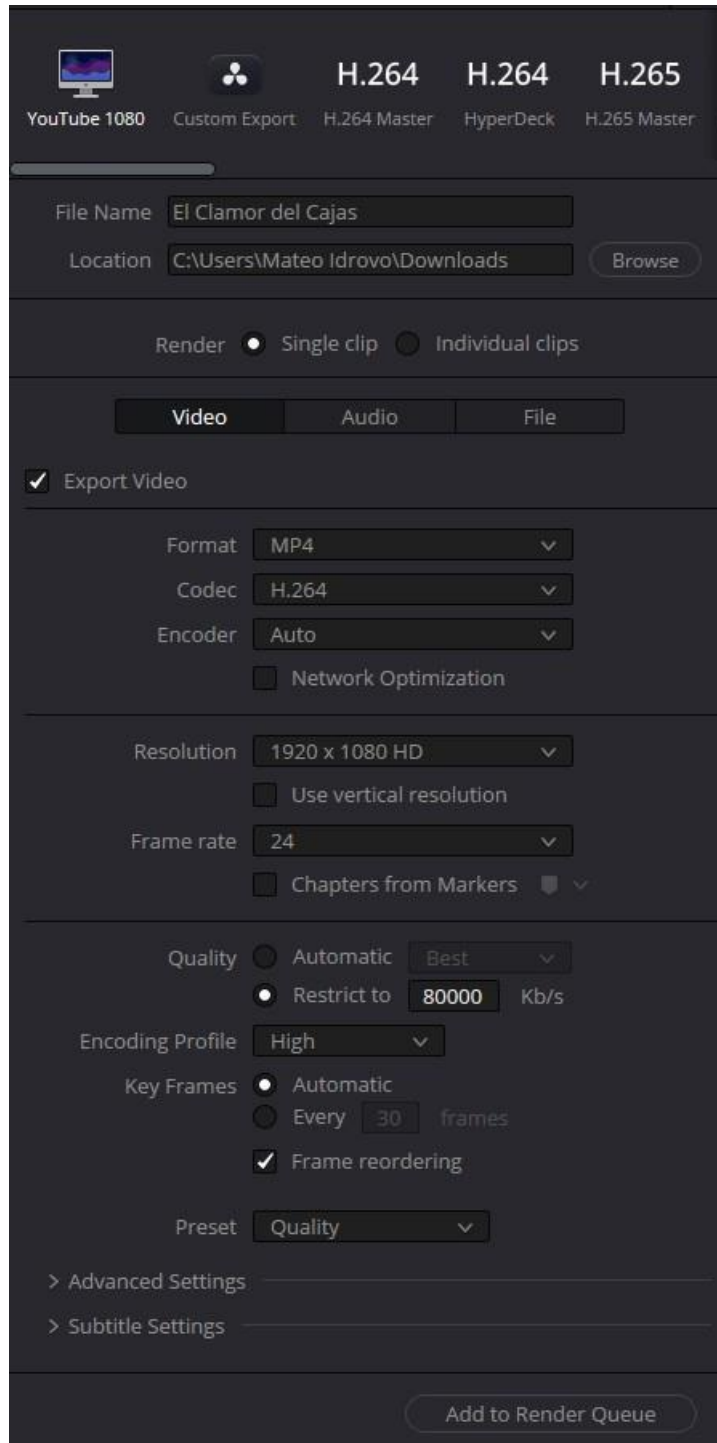 H.264 H.264 H.265
YouTube 1080 Custom Export H.264 Master HyperDeck H.265 Master
File Name El Clamor del Cajas
Location C:\Users\Mateo Idrovo\Downloads Browse
Render Single clip Individual clips
Video Audio File
Export Video
Format MP4
Codec H.264
Encoder Auto
Network Optimization
Resolution 1920 x 1080 HD
Use vertical resolution
Frame rate 24
Chapters from Markers
Quality Automatic Best
Restrict to 80000 Kb/s
Encoding Profile High
Key Frames Automatic
Every 30 frames
Frame reordering
Preset Quality
> Advanced Settings
> Subtitle Settings
Add to Render Queue